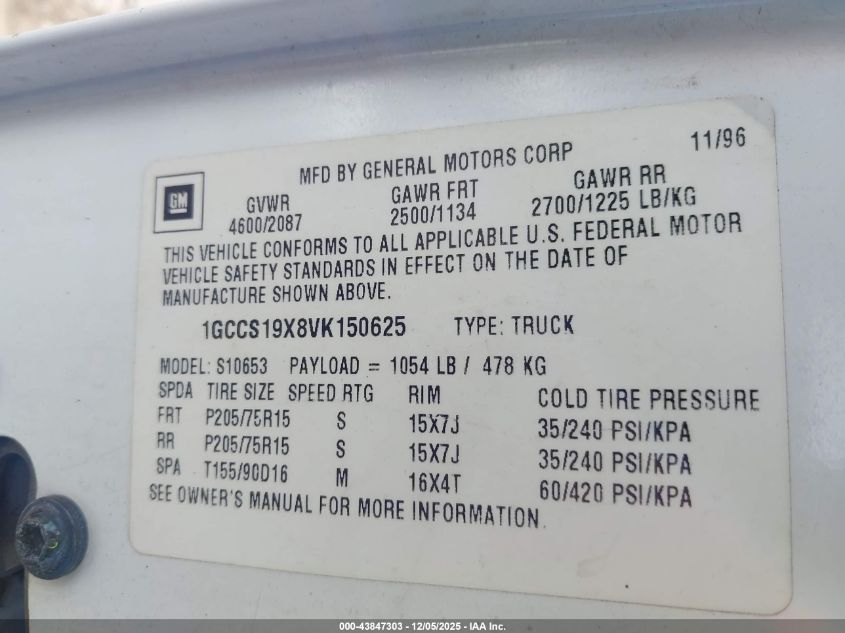 11/96
MFD BY GENERAL MOTORS CORP
GM
GVWR GAWR FRT GAWR RR
4600/2087 2500/1134 2700/1225 LB/KG
THIS VEHICLE CONFORMS TO ALL APPLICABLE U.S. FEDERAL MOTOR
VEHICLE SAFETY STANDARDS IN EFFECT ON THE DATE OF
MANUFACTURE SHOWN ABOVE.
1GCCS19X8VK150625 TYPE: TRUCK
MODEL: S10653 PAYLOAD = 1054 LB / 478 KG
SPDA TIRE SIZE SPEED RTG RIM COLD TIRE PRESSURE
FRT P205/75R15 S 15X7J 35/240 PSI/KPA
RR P205/75R15 S 15X7J 35/240 PSI/KPA
SPA T155/90D16 M 16X4T 60/420 PSI/KPA
SEE OWNER'S MANUAL FOR MORE INFORMATION.
000-43847303 - 12/05/2025 - IAA Inc.